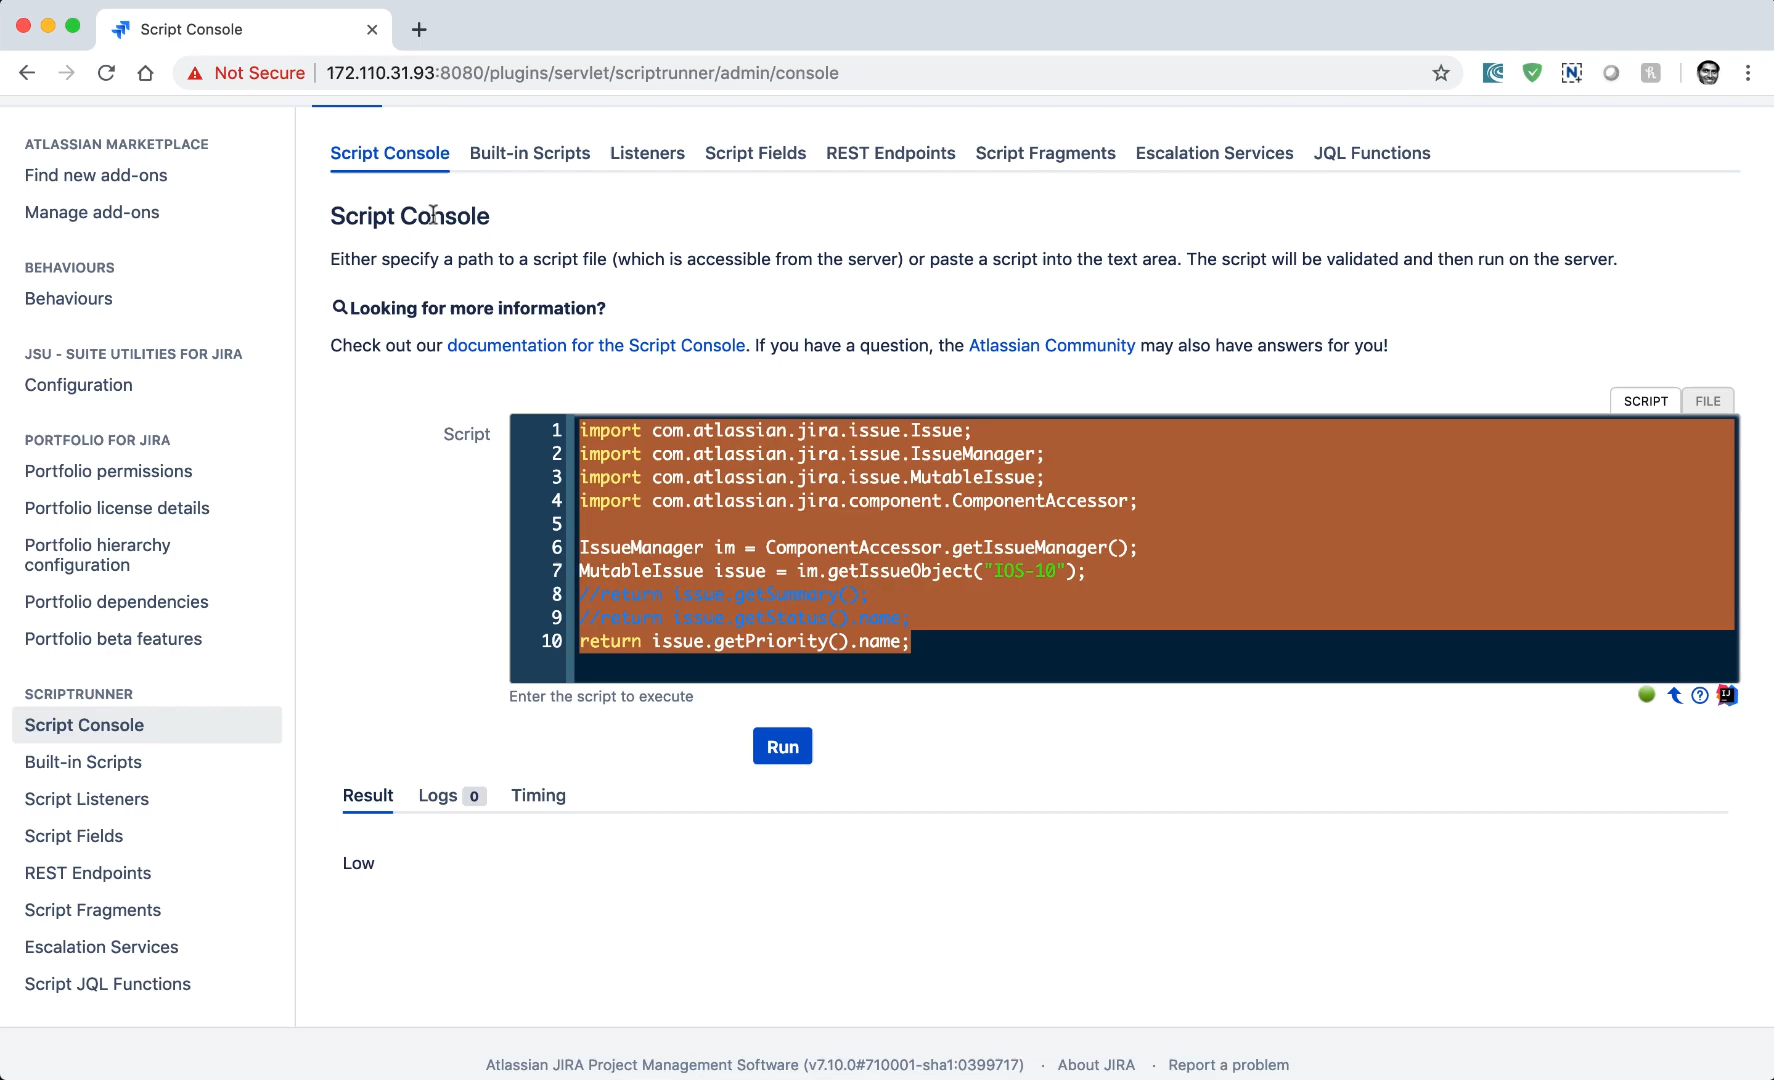 Script Console
Not Secure
172.110.31.93:8080/plugins/servlet/scriptrunner/admin/console
ATLASSIAN MARKETPLACE
Find new add-ons
Manage add-ons
BEHAVIOURS
Behaviours
JSU - SUITE UTILITIES FOR JIRA
Configuration
PORTFOLIO FOR JIRA
Portfolio permissions
Portfolio license details
Portfolio hierarchy
configuration
Portfolio dependencies
Portfolio beta features
SCRIPTRUNNER
Script Console
Built-in Scripts
Script Listeners
Script Fields
REST Endpoints
Script Fragments
Escalation Services
Script JQL Functions
Script Console Built-in Scripts Listeners Script Fields REST Endpoints Script Fragments Escalation Services JQL Functions
Script Console
Either specify a path to a script file (which is accessible from the server) or paste a script into the text area. The script will be validated and then run on the server.
Looking for more information?
Check out our documentation for the Script Console. If you have a question, the Atlassian Community may also have answers for you!
SCRIPT FILE
Script
1 import com.atlassian.jira.issue.Issue;
2 import com.atlassian.jira.issue.IssueManager;
3 import com.atlassian.jira.issue.MutableIssue;
4 import com.atlassian.jira.component.ComponentAccessor;
5
6 IssueManager im = ComponentAccessor.getIssueManager();
7 MutableIssue issue = im.getIssueObject("IOS-10");
8 //return issue.getSummary();
9 //return issue.getStatus().name;
10 return issue.getPriority().name;
Enter the script to execute
IJ
Run
Result Logs 0 Timing
Low
Atlassian JIRA Project Management Software (v7.10.0#710001-sha1:0399717) · About JIRA · Report a problem